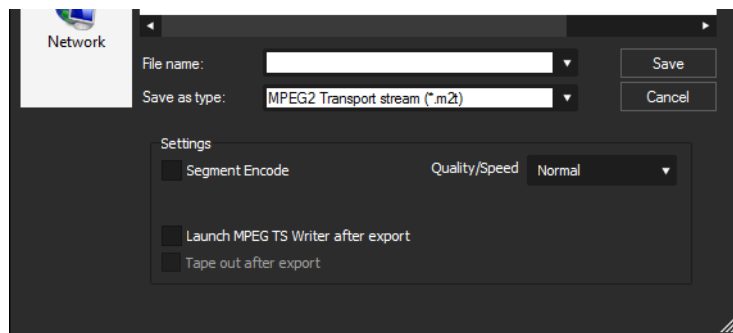 Network
File name:
Save
Save as type:
MPEG2 Transport stream (*.m2t)
Cancel
Settings
Segment Encode
Quality/Speed
Normal
Launch MPEG TS Writer after export
Tape out after export